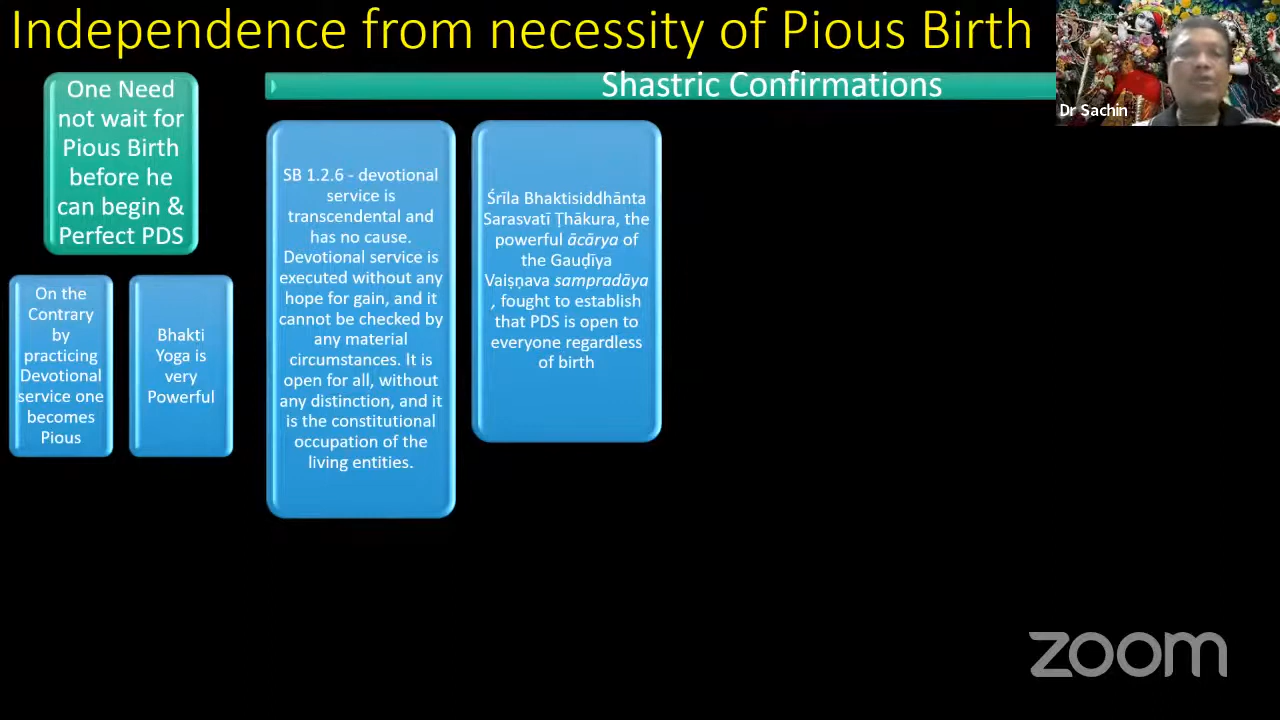 Independence from necessity of Pious Birth
One Need
not wait for
Pious Birth
before he
can begin &
Perfect PDS
On the
Contrary
by
practicing
Devotional
service one
becomes
Pious
Bhakti
Yoga is
very
Powerful
Shastric Confirmations
SB 1.2.6 - devotional
service is
transcendental and
has no cause.
Devotional service is
executed without any
hope for gain, and it
cannot be checked by
any material
circumstances. It is
open for all, without
any distinction, and it
is the constitutional
occupation of the
living entities.
Śrīla Bhaktisiddhānta
Sarasvatī Ṭhākura, the
powerful ācārya of
the Gauḍīya
Vaiṣṇava sampradāya
, fought to establish
that PDS is open to
everyone regardless
of birth
Dr Sachin
zoom